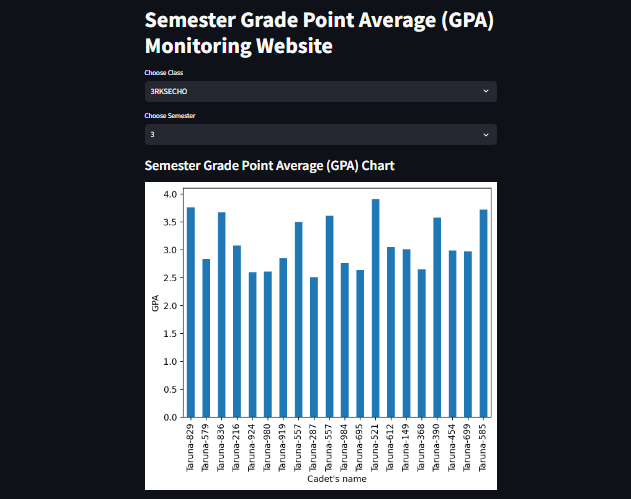 Semester Grade Point Average (GPA)
Monitoring Website
Choose Class
3RKSECHO
Choose Semester
3
Semester Grade Point Average (GPA) Chart
4.0
3.5
3.0
2.5
2.0
1.5
1.0
0.5
0.0
GPA
Taruna-829
Taruna-579
Taruna-836
Taruna-216
Taruna-924
Taruna-980
Taruna-919
Taruna-557
Taruna-287
Taruna-557
Taruna-984
Taruna-695
Taruna-521
Taruna-612
Taruna-149
Taruna-368
Taruna-390
Taruna-454
Taruna-699
Taruna-585
Cadet's name